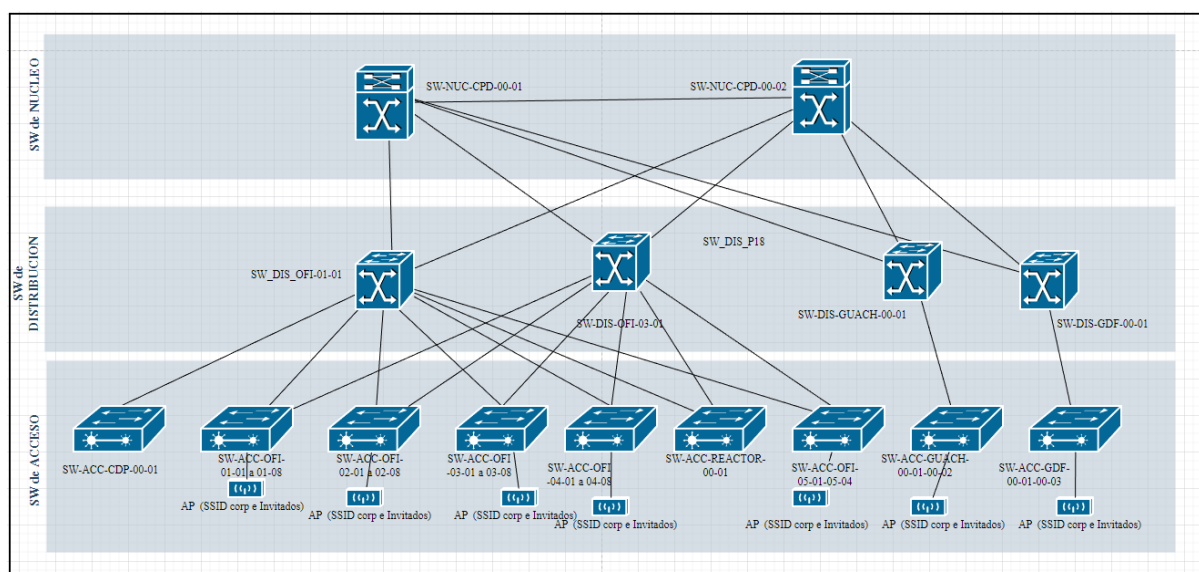 SW de NUCLEO
SW-NUC-CPD-00-01
SW-NUC-CPD-00-02
SW de
DISTRIBUCION
SW_DIS_OFI-01-01
SW_DIS_P18
SW-DIS-OFI-03-01
SW-DIS-GUACH-00-01
SW-DIS-GDF-00-01
SW de ACCESO
SW-ACC-CDP-00-01
SW-ACC-OFI-
01-01 a 01-08
AP (SSID corp e Invitados)
SW-ACC-OFI-
02-01 a 02-08
AP (SSID corp e Invitados)
SW-ACC-OFI
-03-01 a 03-08
AP (SSID corp e Invitados)
SW-ACC-OFI
-04-01 a 04-08
AP (SSID corp e Invitados)
SW-ACC-REACTOR-
00-01
SW-ACC-OFI-
05-01-05-04
AP (SSID corp e Invitados)
SW-ACC-GUACH-
00-01-00-02
AP (SSID corp e Invitados)
SW-ACC-GDF-
00-01-00-03
AP (SSID corp e Invitados)